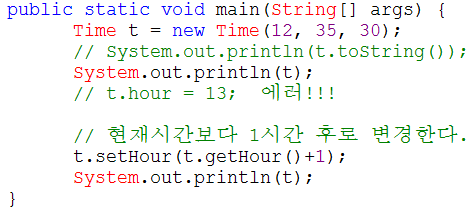 public static void main(String[] args) {
Time t = new Time(12, 35, 30);
// System.out.println(t.toString());
System.out.println(t);
// t.hour = 13;  에러!!!
// 현재시간보다 1시간 후로 변경한다.
t.setHour(t.getHour()+1);
System.out.println(t);
}